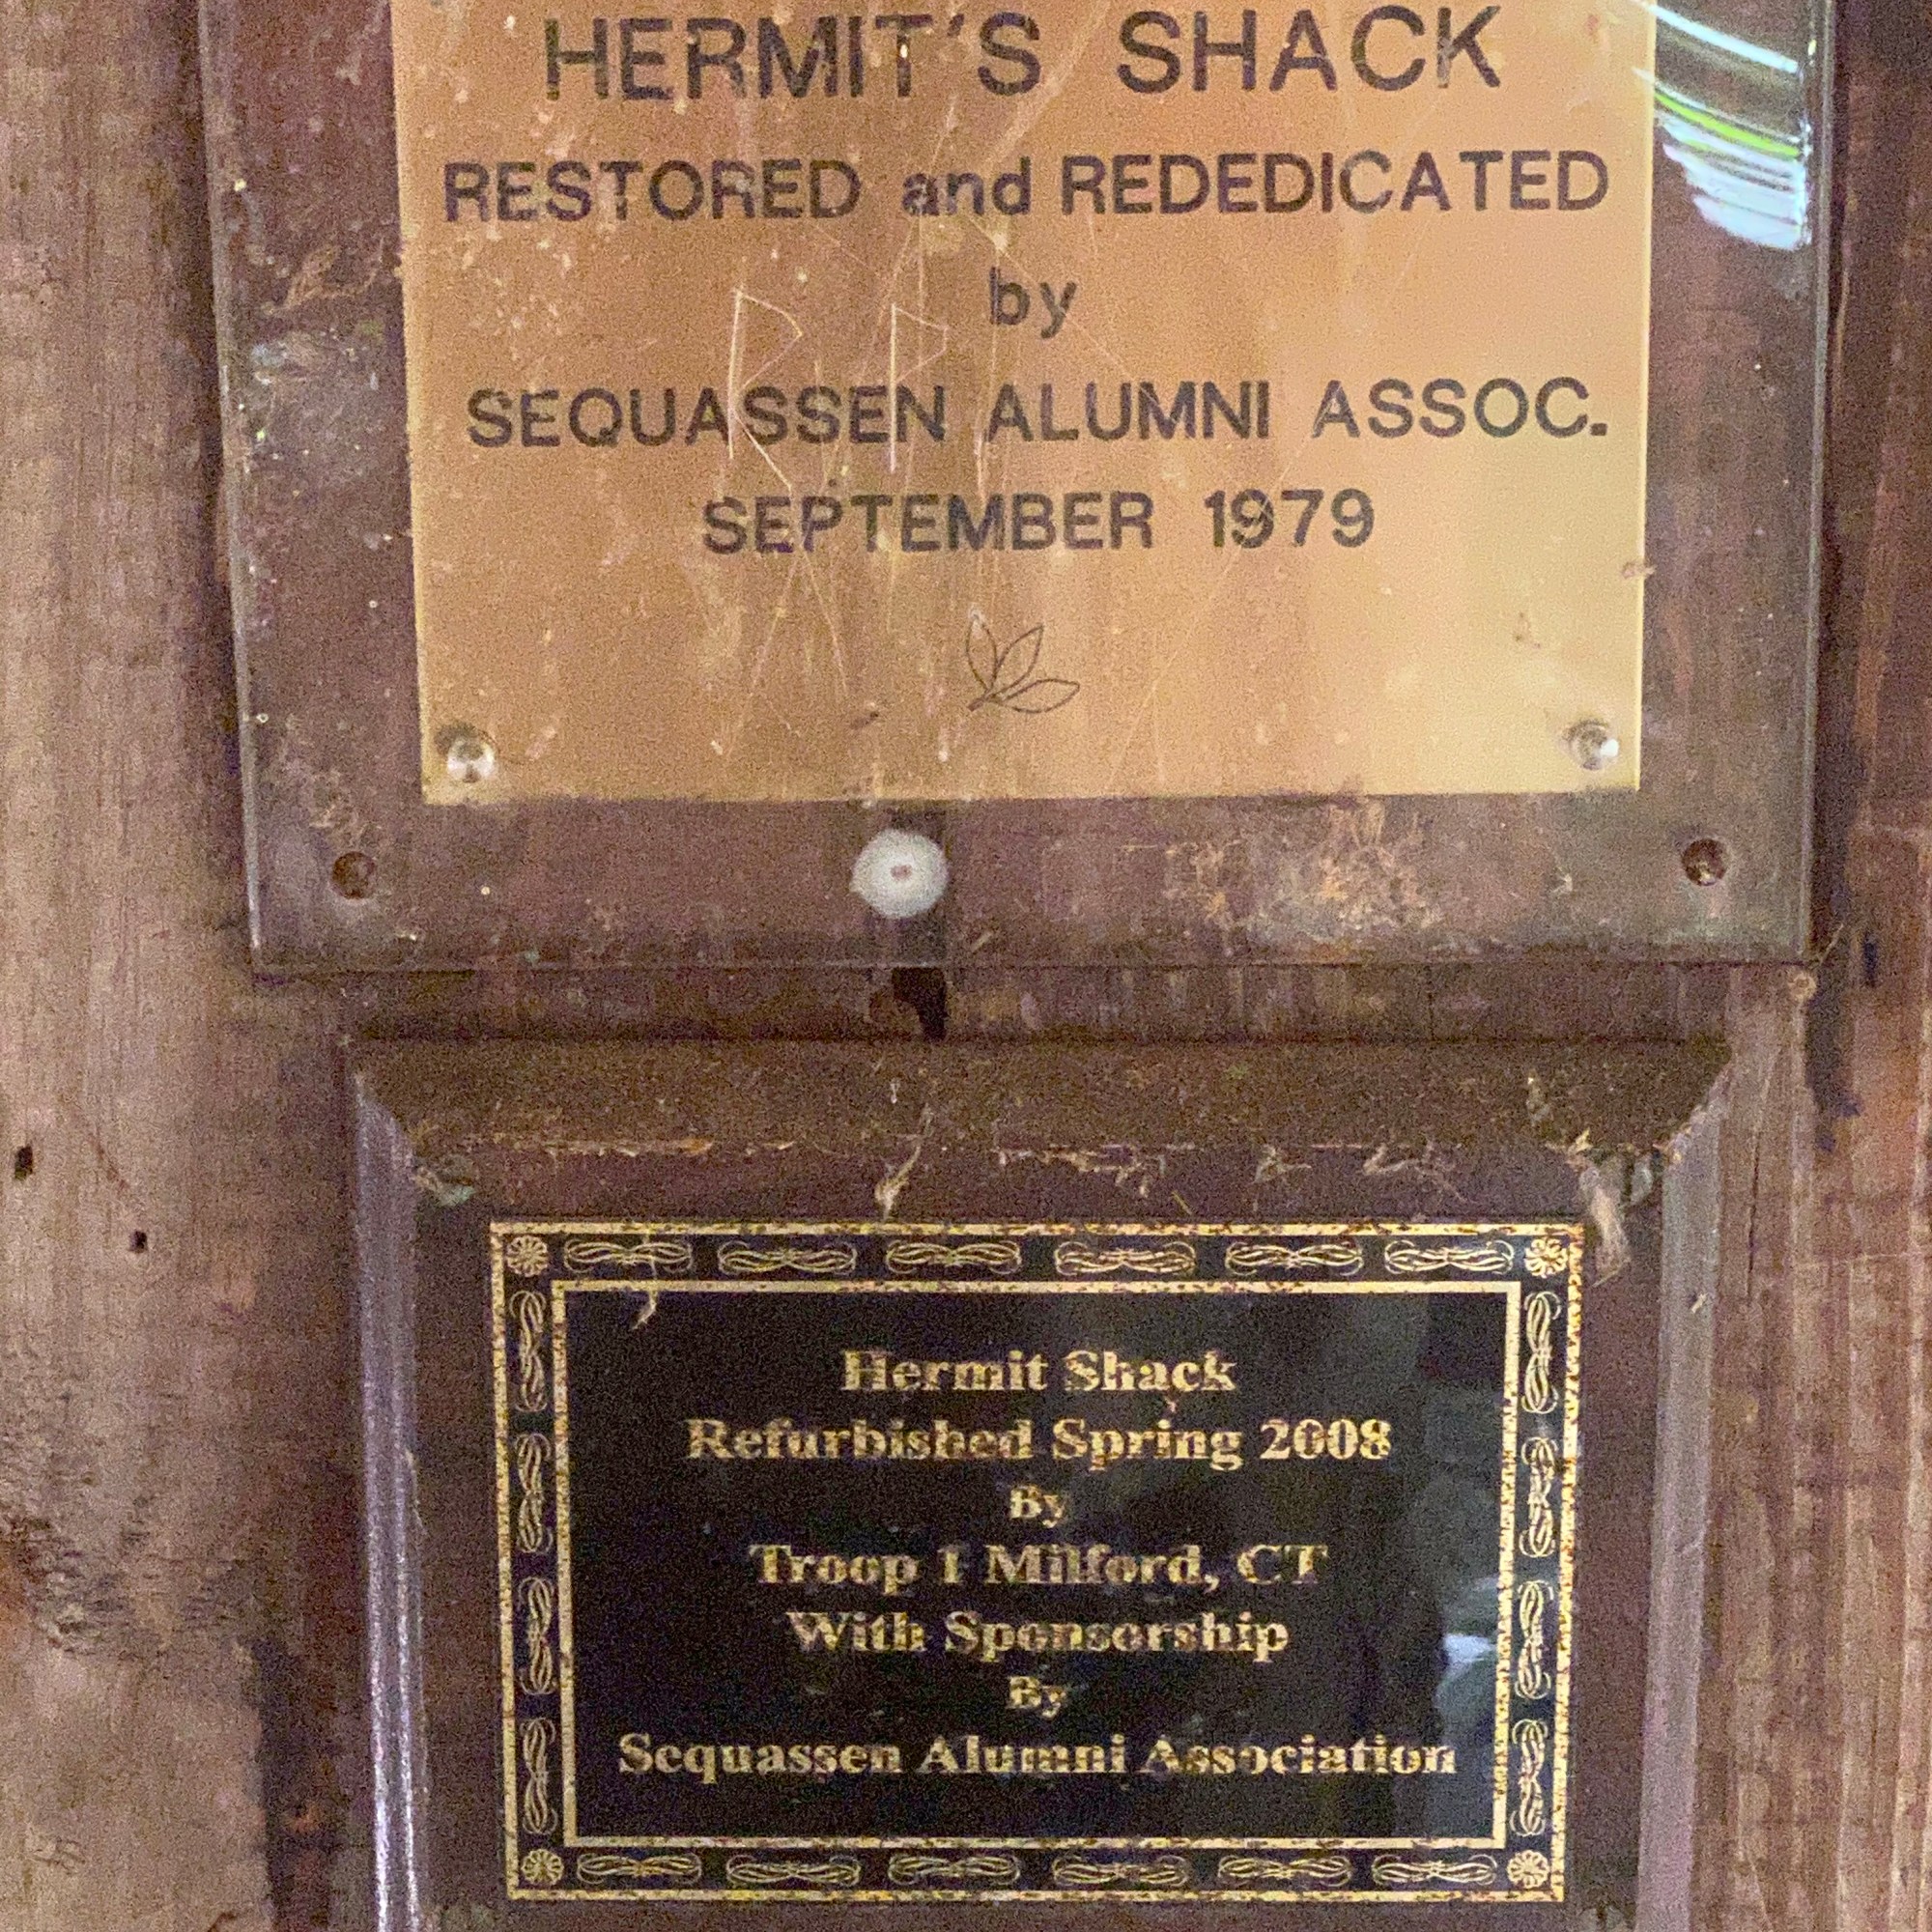 HERMIT'S SHACK
RESTORED and REDEDICATED
by
SEQUASSEN ALUMNI ASSOC.
SEPTEMBER 1979
Hermit Shack
Refurbished Spring 2008
By
Troop 1 Milford, CT
With Sponsorship
By
Sequassen Alumni Association